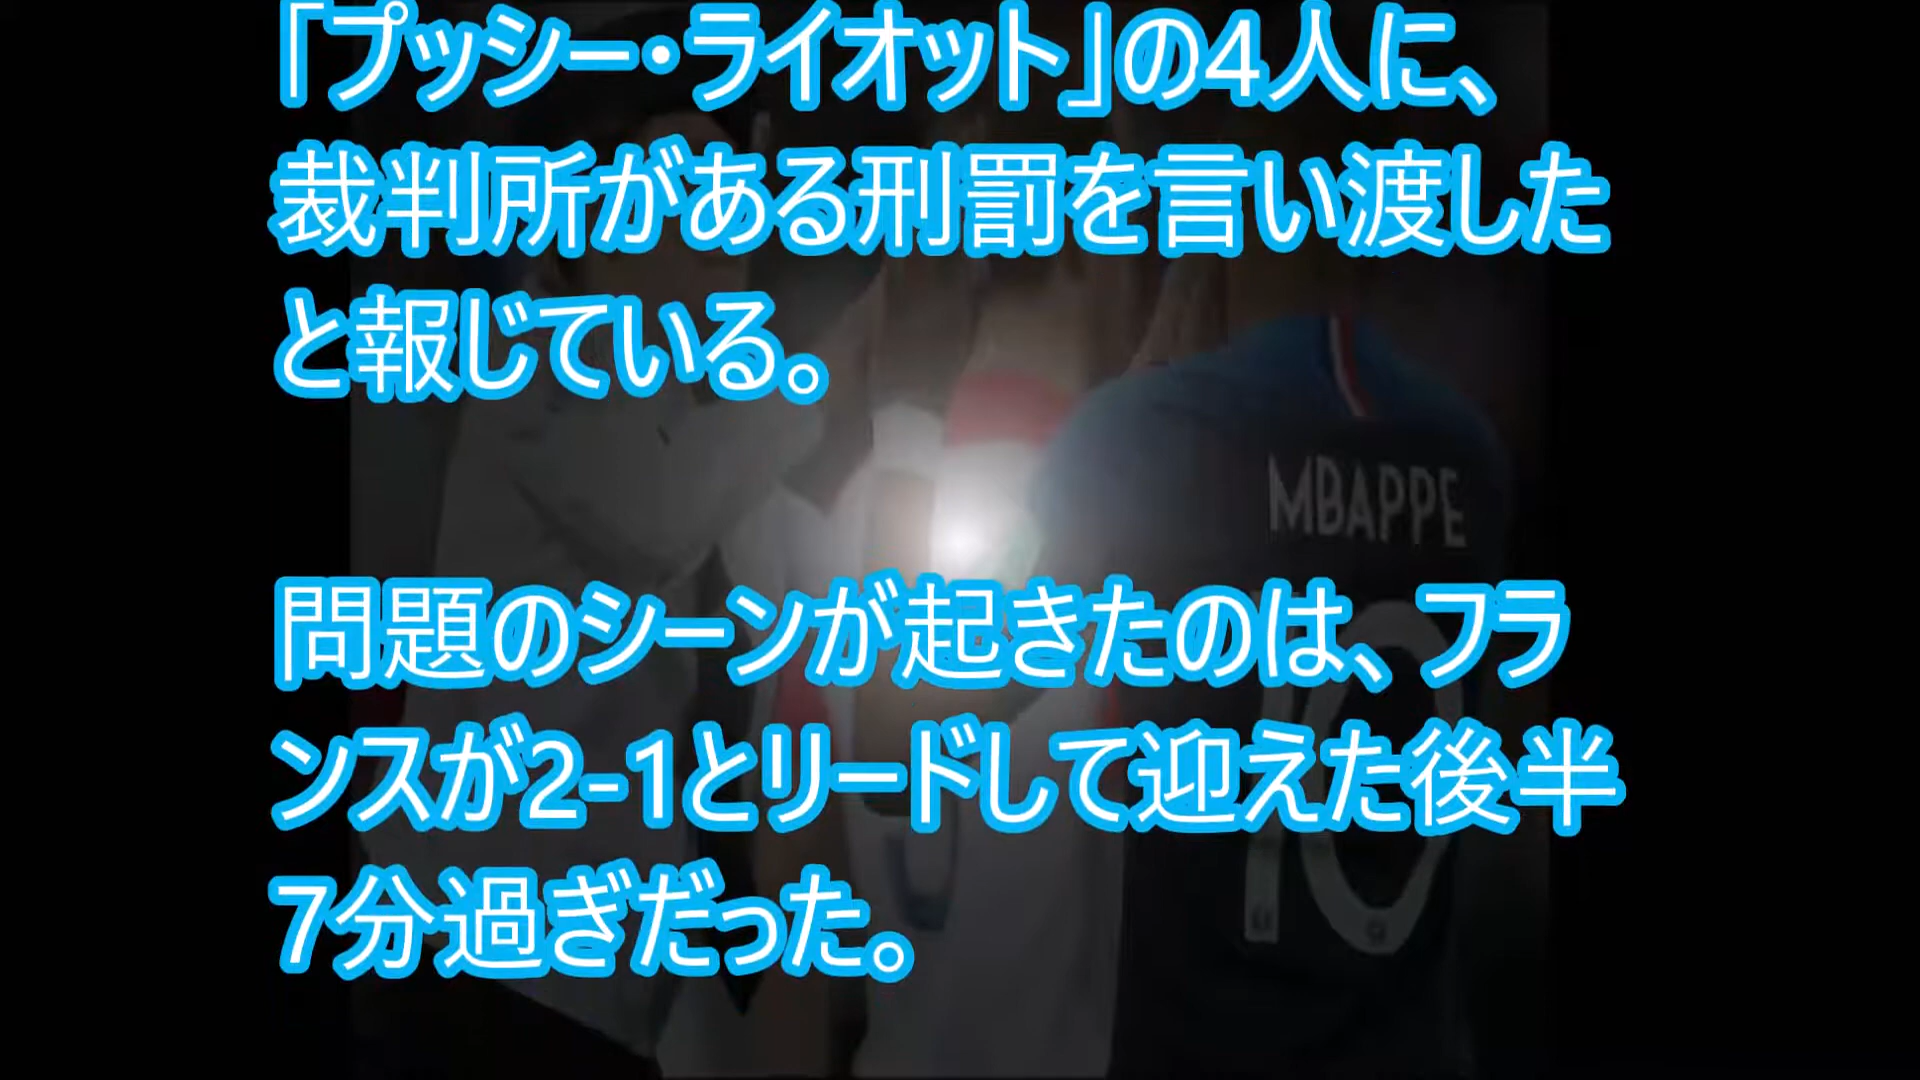 「プッシー・ライオット」の4人に、
裁判所がある刑罰を言い渡した
と報じている。
MBAPPE
問題のシーンが起きたのは、フラ
10
ンスが2-1とリードして迎えた後半
7分過ぎだった。